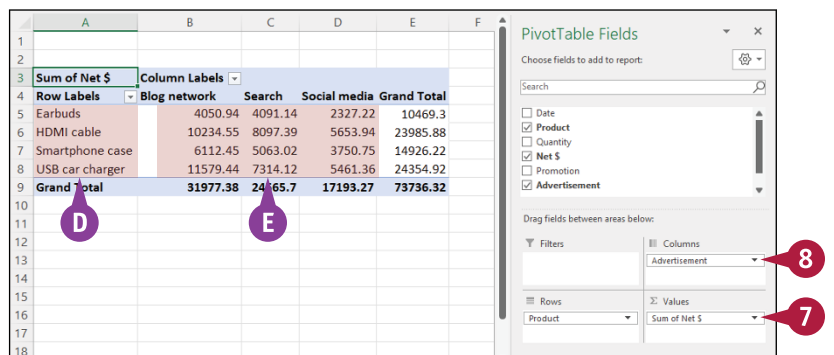 A B C D E F
1
2
3 Sum of Net $ Column Labels
4 Row Labels Blog network Search Social media Grand Total
5 Earbuds 4050.94 4091.14 2327.22 10469.3
6 HDMI cable 10234.55 8097.39 5653.94 23985.88
7 Smartphone case 6112.45 5063.02 3750.75 14926.22
8 USB car charger 11579.44 7314.12 5461.36 24354.92
9 Grand Total 31977.38 17193.27 73736.32
10
11
12
13
14
15
16
17
18
D
E
PivotTable Fields
Choose fields to add to report:
Search
Date
Product
Quantity
Net $
Promotion
Advertisement
Drag fields between areas below:
Filters
Columns
Advertisement
8
Rows
Σ Values
Product
Sum of Net $
7